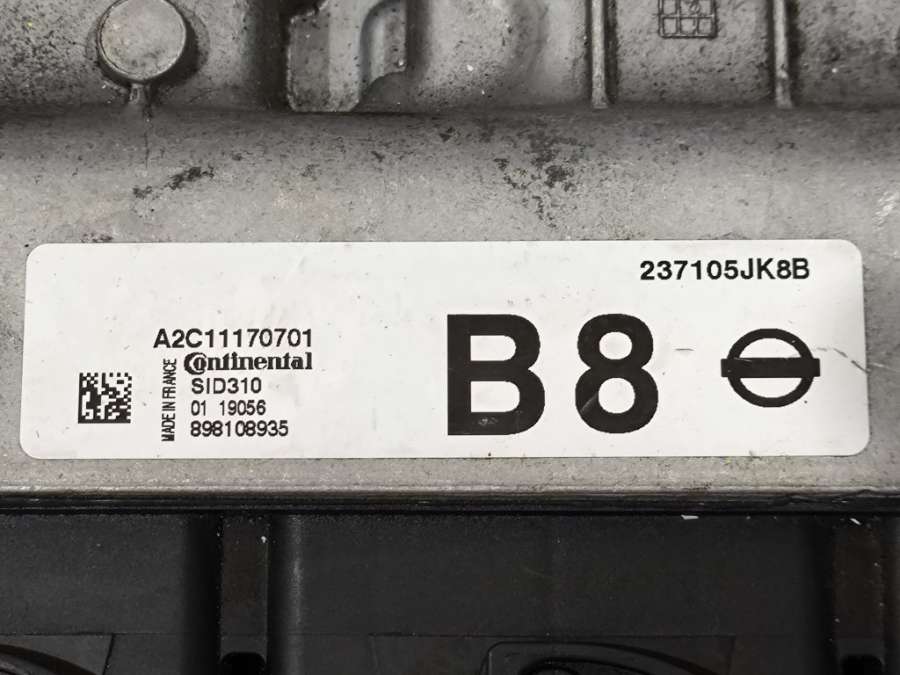 237105JK8B
A2C11170701
Continental
SID310
01 19056
898108935
MADE IN FRANCE
B8